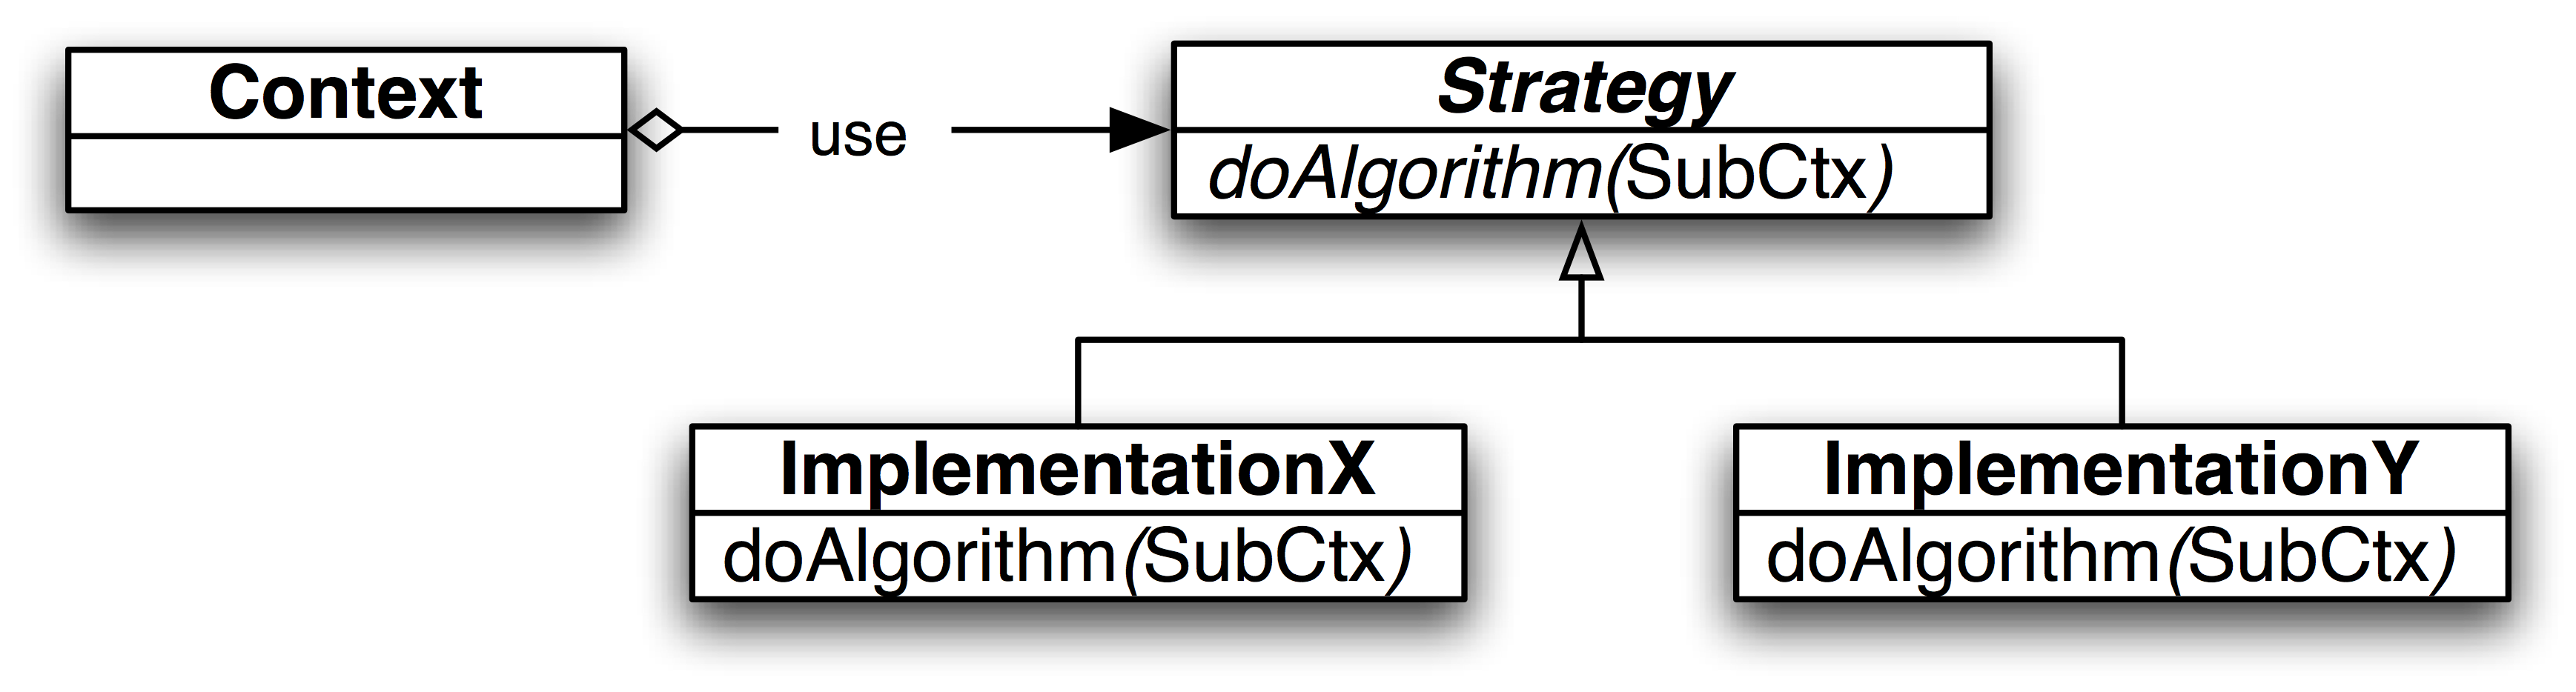 Context
use
Strategy
doAlgorithm(SubCtx)
ImplementationX
doAlgorithm(SubCtx)
ImplementationY
doAlgorithm(SubCtx)